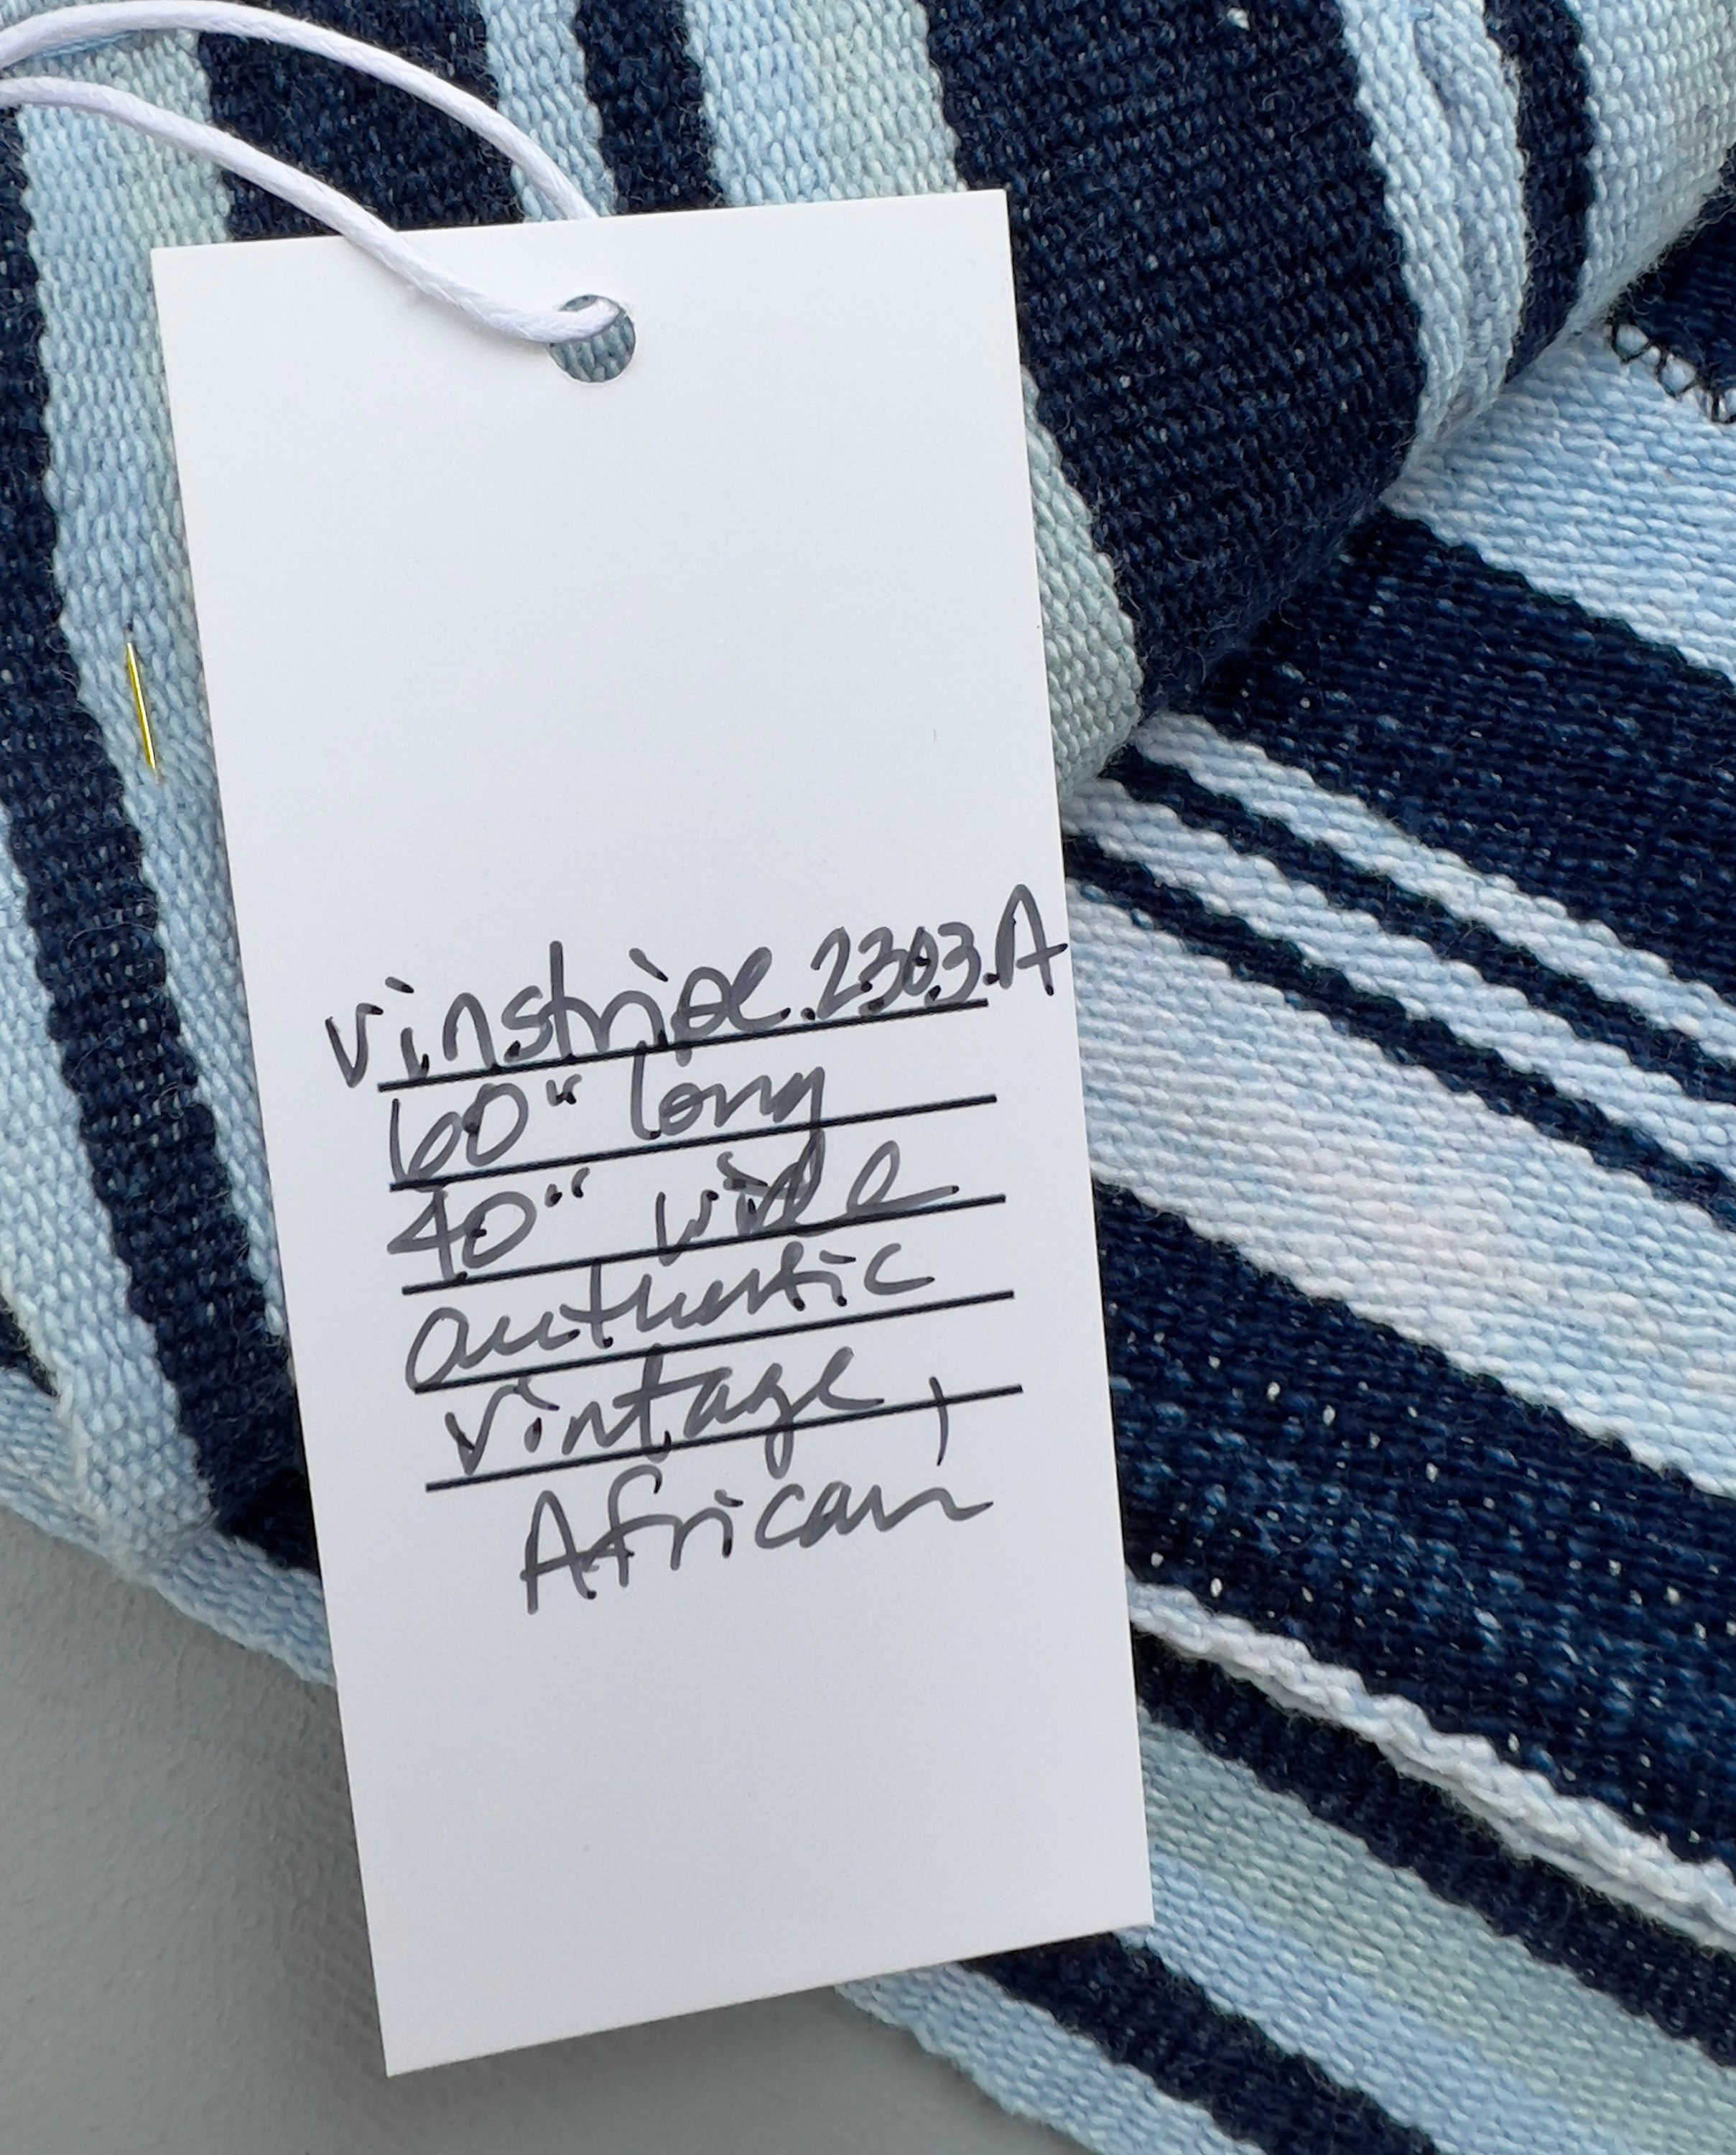 vinstripe.2303.A
60" long
40" wide
authentic
vintage,
African